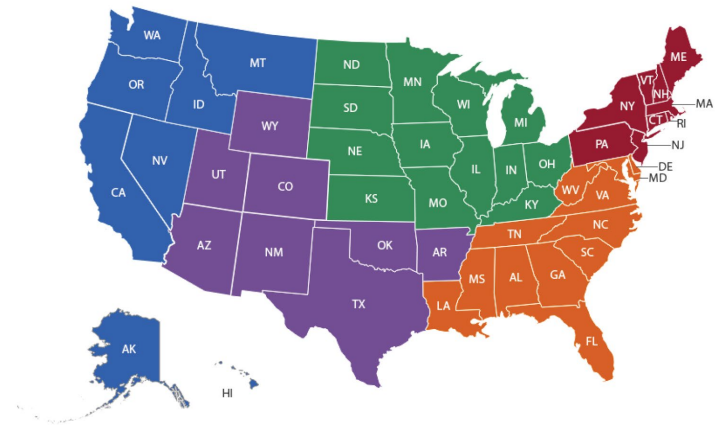 WA
OR
ID
MT
NV
CA
WY
UT
CO
AZ
NM
OK
TX
AR
ND
SD
NE
KS
MN
IA
MO
WI
IL
MI
IN
OH
KY
LA
MS
AL
GA
FL
TN
SC
NC
VA
WV
MD
DE
PA
NJ
NY
CT
RI
MA
VT
NH
ME
AK
HI